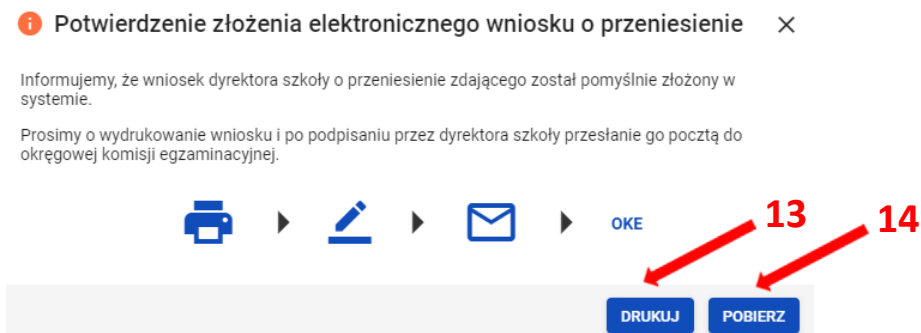 Potwierdzenie złożenia elektronicznego wniosku o przeniesienie
Informujemy, że wniosek dyrektora szkoły o przeniesienie zdającego został pomyślnie złożony w
systemie.
Prosimy o wydrukowanie wniosku i po podpisaniu przez dyrektora szkoły przesłanie go pocztą do
okręgowej komisji egzaminacyjnej.
OKE
13
14
DRUKUJ
POBIERZ